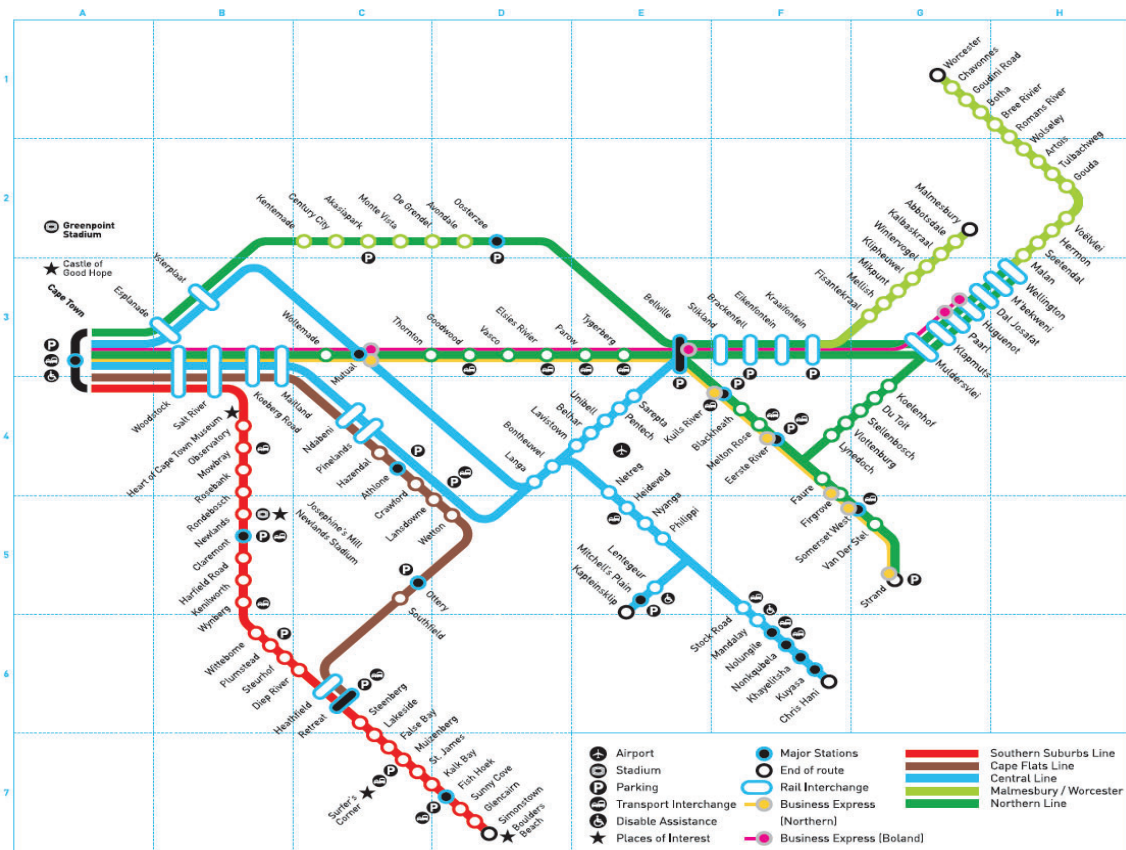 A B C D E F G H
1
2
3
4
5
6
7
Worcester
Chavonnes
Goudini Road
Botha
Bree Rivier
Romans River
Wolseley
Artois
Tulbachweg
Gouda
Voëlvlei
Hermon
Soetendal
Malan
Wellington
M'bekweni
Dal Josafat
Huguenot
Paarl
Klapmuts
Muldersvlei
Malmesbury
Abbotsdale
Kalbaskraal
Wintervogel
Klipheuwel
Mikpunt
Mellish
Fisantekraal
Kentemade
Century City
Akasiapark
Monte Vista
De Grendel
Avondale
Oosterzee
P
P
Greenpoint
Stadium
Castle of
Good Hope
Cape Town
P
Esplanade
Ysterplaat
Woltemade
Mutual
Thornton
Goodwood
Vasco
Elsies River
Parow
Tygerberg
Bellville
Stikland
Brackenfell
Eikenfontein
Kraaifontein
P
P
P
P
Woodstock
Salt River
Koeberg Road
Maitland
Ndabeni
Pinelands
Hazendal
Athlone
Crawford
Lansdowne
Wetton
Ottery
Southfield
P
P
P
Heart of Cape Town Museum
Observatory
Mowbray
Rosebank
Rondebosch
Newlands
Claremont
Harfield Road
Kenilworth
Wynberg
P
Josephine's Mill
Newlands Stadium
Wittebome
Plumstead
Steurhof
Diep River
Heathfield
Retreat
P
P
Steenberg
Lakeside
False Bay
Muizenberg
St. James
Kalk Bay
Fish Hoek
Sunny Cove
Glencairn
Simonstown
Boulders
Beach
Surfer's
Corner
P
P
Langa
Bontheuwel
Lavistown
Belhar
Unibell
Pentech
Sarepta
Netreg
Heideveld
Nyanga
Philippi
Lentegeur
Mitchell's Plain
Kapteinsklip
P
Stock Road
Mandalay
Nolungile
Nonkqubela
Khayelitsha
Kuyasa
Chris Hani
Kuils River
Blackheath
Melton Rose
Eerste River
Faure
Firgrove
Somerset West
Van Der Stel
Strand
P
P
Lynedoch
Vlottenburg
Stellenbosch
Du Toit
Koelenhof
Airport
Stadium
P Parking
Transport Interchange
Disable Assistance
Places of Interest
Major Stations
End of route
Rail Interchange
Business Express
(Northern)
Business Express (Boland)
Southern Suburbs Line
Cape Flats Line
Central Line
Malmesbury / Worcester
Northern Line